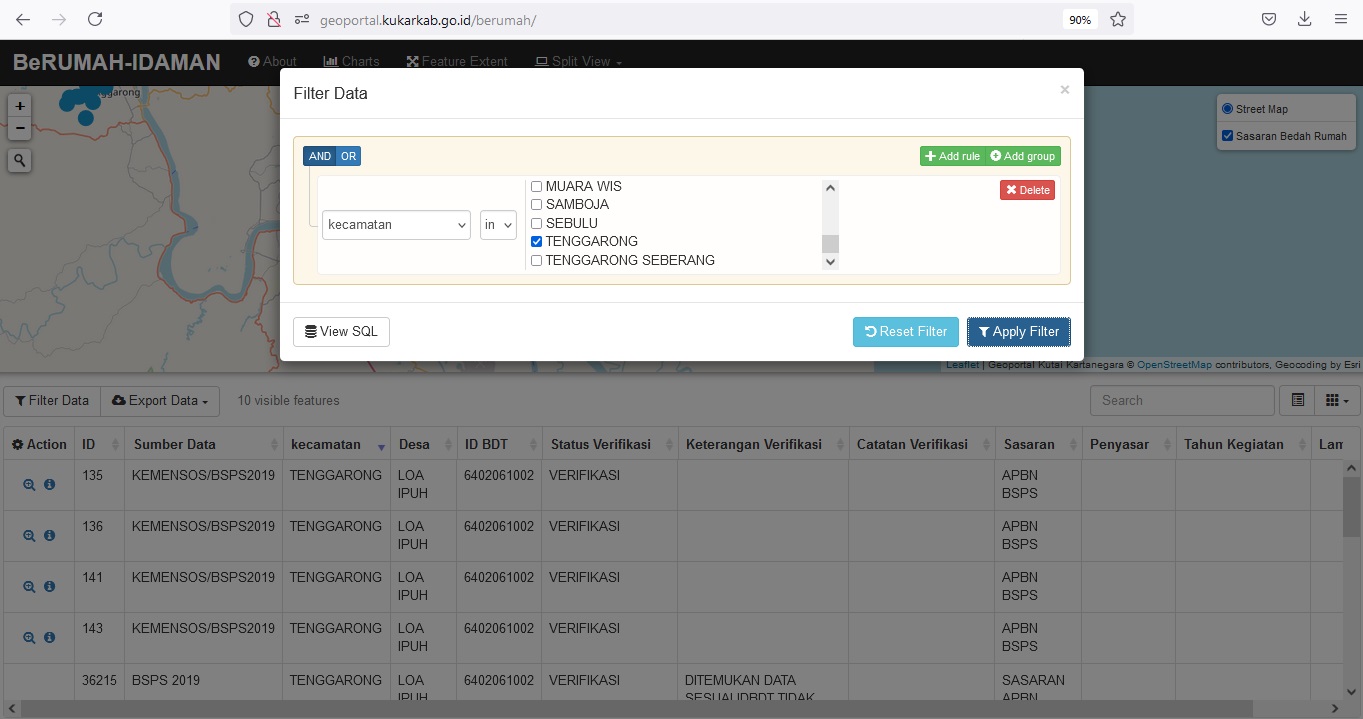 geoportal.kukarkab.go.id/berumah/
90%
BeRUMAH-IDAMAN
About
Charts
Feature Extent
Split View
Filter Data
×
+
−
Street Map
Sasaran Bedah Rumah
AND OR
Add rule
Add group
kecamatan
in
MUARA WIS
SAMBOJA
SEBULU
TENGGARONG
TENGGARONG SEBERANG
Delete
View SQL
Reset Filter
Apply Filter
Leaflet | Geoportal Kutai Kartanegara © OpenStreetMap contributors, Geocoding by Esri
Filter Data
Export Data
10 visible features
Search
Action ID Sumber Data kecamatan Desa ID BDT Status Verifikasi Keterangan Verifikasi Catatan Verifikasi Sasaran Penyasar Tahun Kegiatan Lam
135 KEMENSOS/BSPS2019 TENGGARONG LOA 6402061002 VERIFIKASI APBN
IPUH BSPS
136 KEMENSOS/BSPS2019 TENGGARONG LOA 6402061002 VERIFIKASI APBN
IPUH BSPS
141 KEMENSOS/BSPS2019 TENGGARONG LOA 6402061002 VERIFIKASI APBN
IPUH BSPS
143 KEMENSOS/BSPS2019 TENGGARONG LOA 6402061002 VERIFIKASI APBN
IPUH BSPS
36215 BSPS 2019 TENGGARONG LOA 6402061002 VERIFIKASI DITEMUKAN DATA SASARAN
IPUH SESUAI IDBDT TIDAK APBN